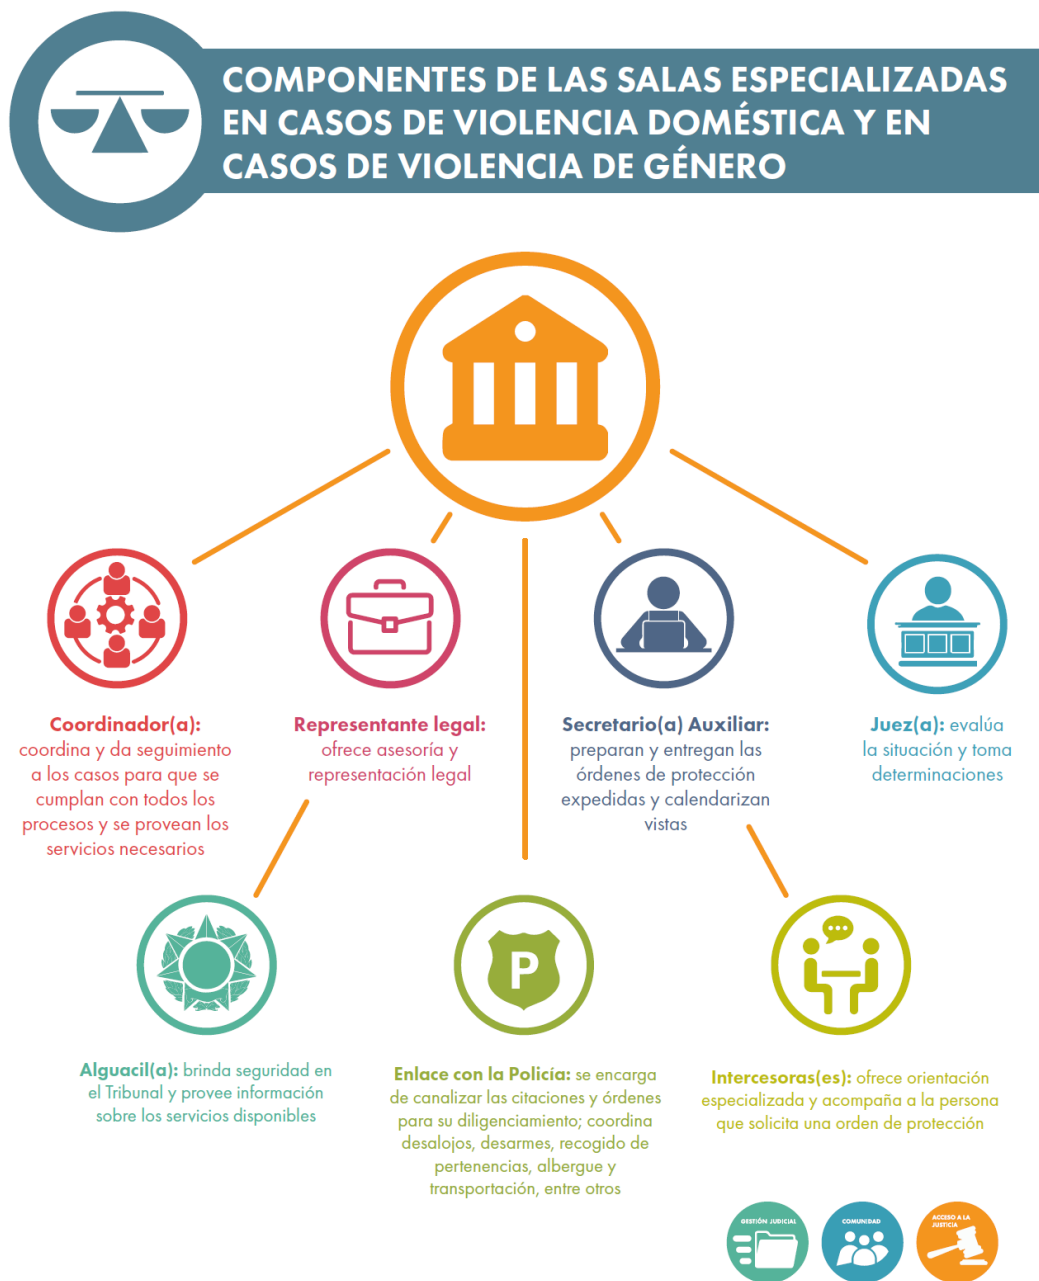 COMPONENTES DE LAS SALAS ESPECIALIZADAS
EN CASOS DE VIOLENCIA DOMÉSTICA Y EN
CASOS DE VIOLENCIA DE GÉNERO
Coordinador(a):
coordina y da seguimiento
a los casos para que se
cumplan con todos los
procesos y se provean los
servicios necesarios
Representante legal:
ofrece asesoría y
representación legal
Secretario(a) Auxiliar:
preparan y entregan las
órdenes de protección
expedidas y calendarizan
vistas
Juez(a): evalúa
la situación y toma
determinaciones
Alguacil(a): brinda seguridad en
el Tribunal y provee información
sobre los servicios disponibles
P
Enlace con la Policía: se encarga
de canalizar las citaciones y órdenes
para su diligenciamiento; coordina
desalojos, desarmes, recogido de
pertenencias, albergue y
transportación, entre otros
Intercesoras(es): ofrece orientación
especializada y acompaña a la persona
que solicita una orden de protección
GESTIÓN JUDICIAL
COMUNIDAD
ACCESO A LA
JUSTICIA